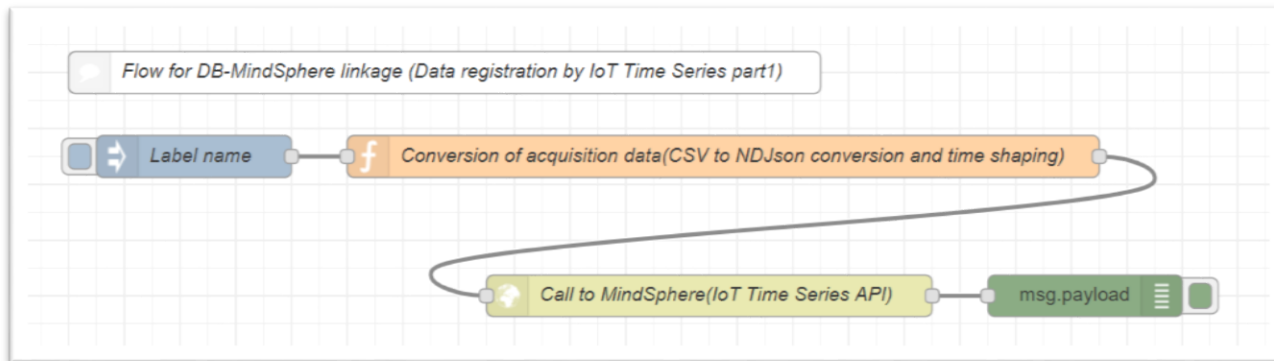 Flow for DB-MindSphere linkage (Data registration by IoT Time Series part1)
Label name
Conversion of acquisition data(CSV to NDJson conversion and time shaping)
Call to MindSphere(IoT Time Series API)
msg.payload